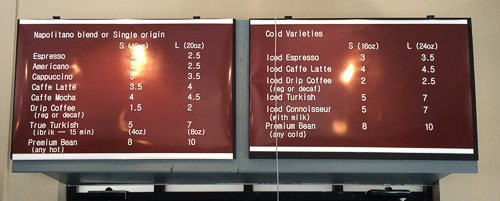 Napolitano blend or Single origin
S (12oz) L (20oz)
Espresso 2.5
Americano 2.5
Cappuccino 3 3.5
Caffe Latte 3.5 4
Caffe Mocha 4 4.5
Drip Coffee 1.5 2
(reg or decaf)
True Turkish 5 7
(ibrik -- 15 min) (4oz) (8oz)
Premium Bean 8 10
(any hot)
Cold Varieties
S (16oz) L (24oz)
Iced Espresso 3 3.5
Iced Caffe Latte 4 4.5
Iced Drip Coffee 2 2.5
(reg or decaf)
Iced Turkish 5 7
Iced Connoisseur 5 7
(with milk)
Premium Bean 8 10
(any cold)